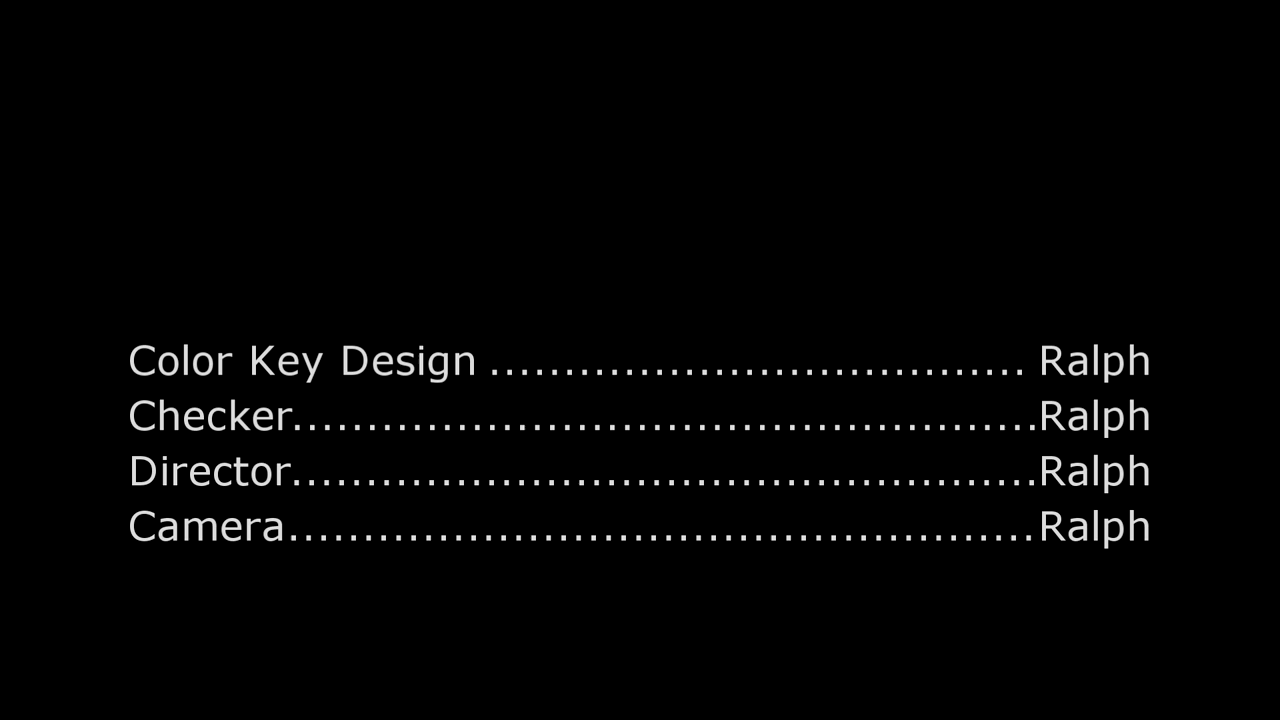 Color Key Design .................................... Ralph
Checker..................................................Ralph
Director..................................................Ralph
Camera..................................................Ralph